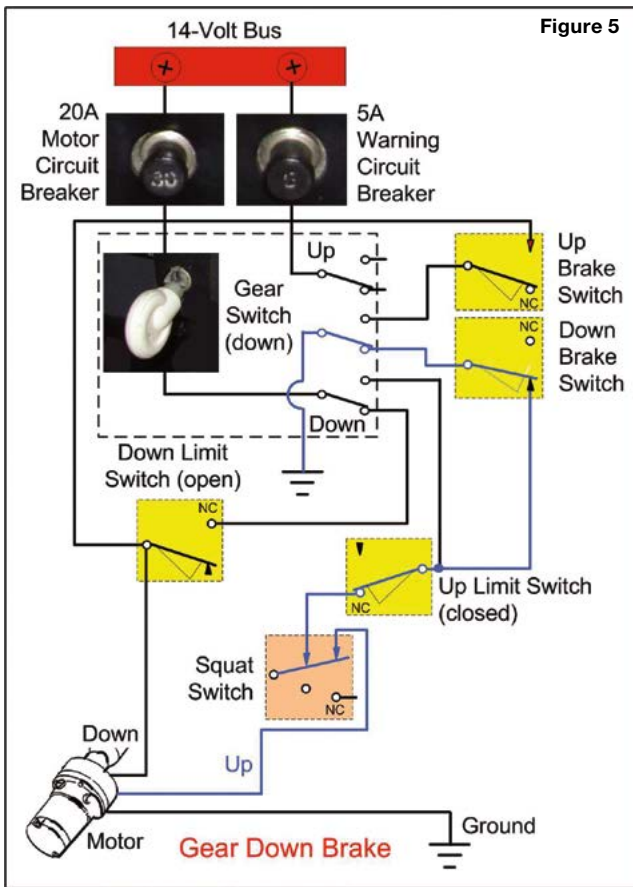 Figure 5
14-Volt Bus
20A
Motor
Circuit
Breaker
30
5A
Warning
Circuit
Breaker
Up
Gear
Switch
(down)
Down
Up
Brake
Switch
NC
NC
Down
Brake
Switch
Down Limit
Switch (open)
NC
NC
Up Limit Switch
(closed)
Squat
Switch
NC
Down
Up
Motor
Ground
Gear Down Brake